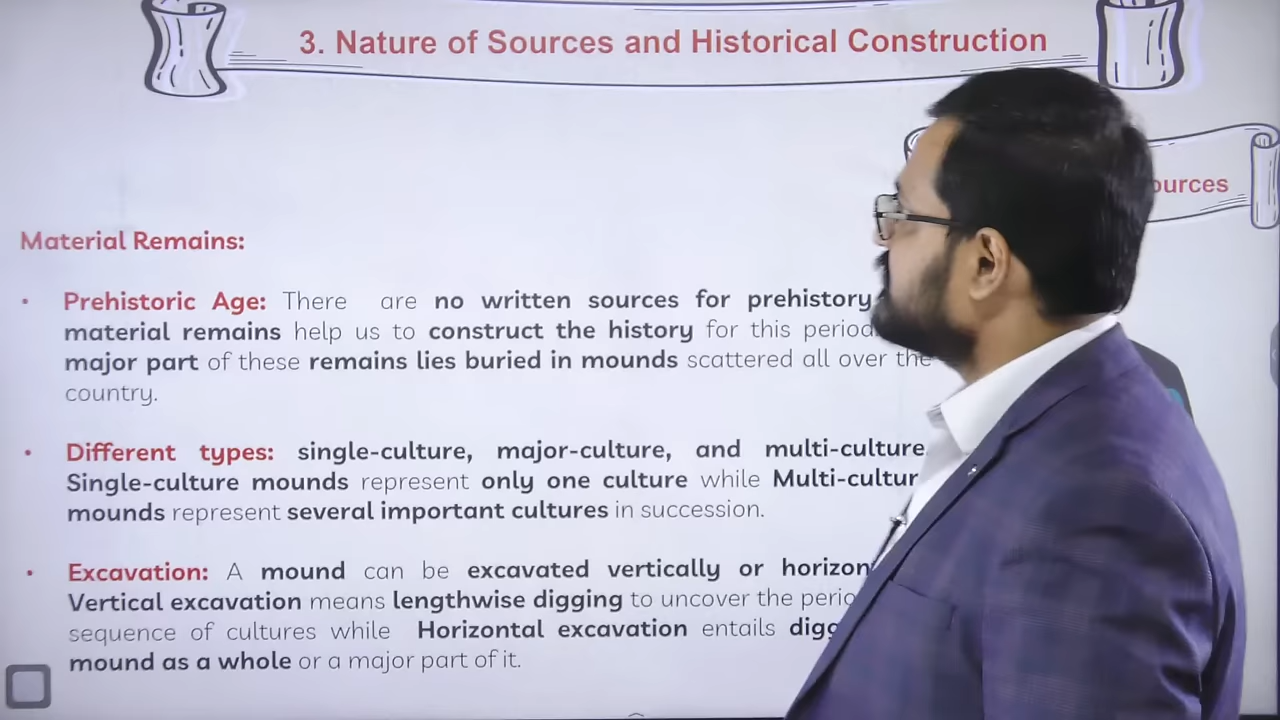 3. Nature of Sources and Historical Construction
ources
Material Remains:
• Prehistoric Age: There are no written sources for prehistory
material remains help us to construct the history for this period
major part of these remains lies buried in mounds scattered all over the
country.
• Different types: single-culture, major-culture, and multi-culture.
Single-culture mounds represent only one culture while Multi-cultur
mounds represent several important cultures in succession.
• Excavation: A mound can be excavated vertically or horizon
Vertical excavation means lengthwise digging to uncover the perio
sequence of cultures while Horizontal excavation entails digg
mound as a whole or a major part of it.